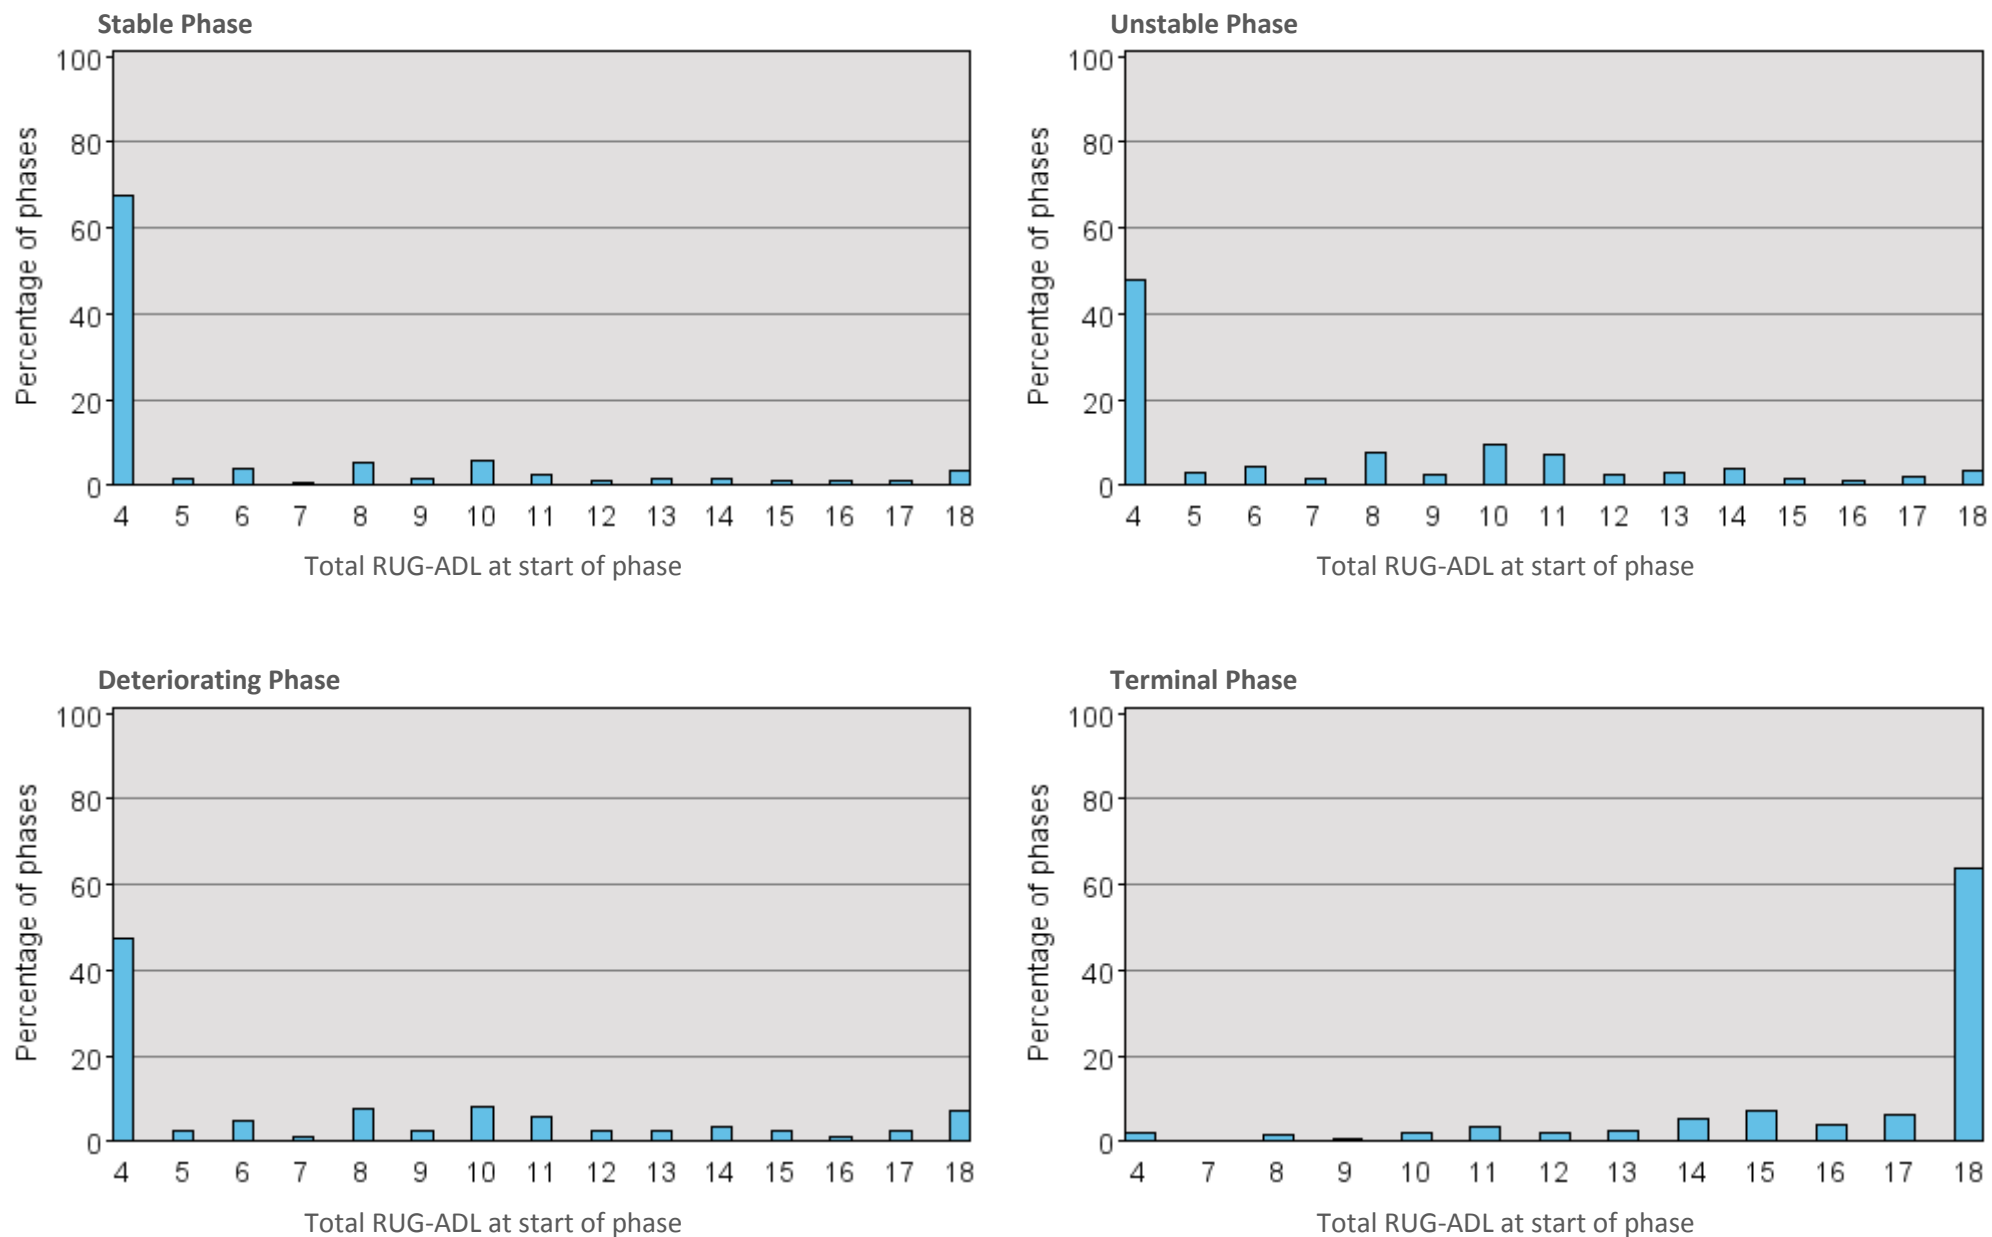 Stable Phase
100
80
60
40
20
0
Percentage of phases
4 5 6 7 8 9 10 11 12 13 14 15 16 17 18
Total RUG-ADL at start of phase
Unstable Phase
100
80
60
40
20
0
Percentage of phases
4 5 6 7 8 9 10 11 12 13 14 15 16 17 18
Total RUG-ADL at start of phase
Deteriorating Phase
100
80
60
40
20
0
Percentage of phases
4 5 6 7 8 9 10 11 12 13 14 15 16 17 18
Total RUG-ADL at start of phase
Terminal Phase
100
80
60
40
20
0
Percentage of phases
4 7 8 9 10 11 12 13 14 15 16 17 18
Total RUG-ADL at start of phase